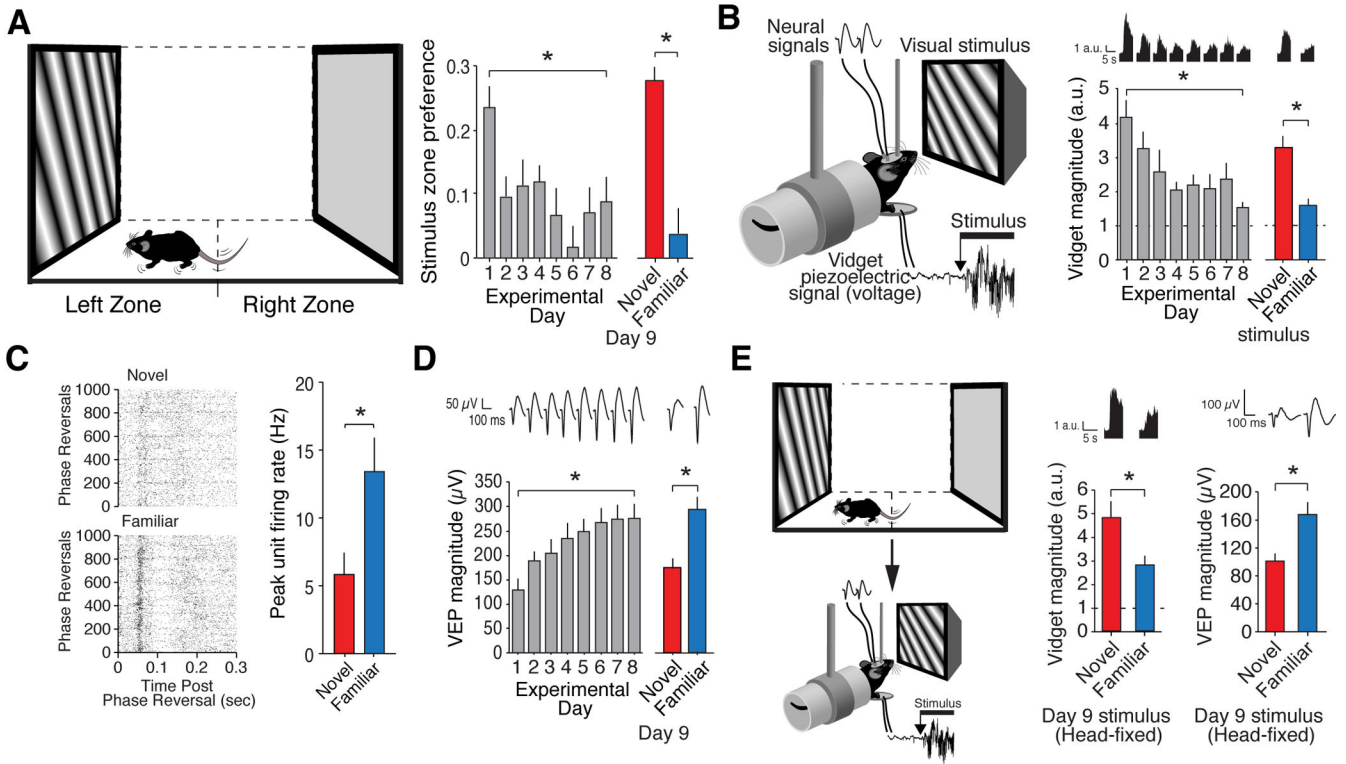 A
Left Zone
Right Zone
Stimulus zone preference
0.3
0.2
0.1
0
*
1 2 3 4 5 6 7 8
Experimental
Day
*
Novel
Familiar
Day 9
B
Neural
signals
Visual stimulus
Stimulus
Vidget
piezoelectric
signal (voltage)
1 a.u.
5 s
Vidget magnitude (a.u.)
5
4
3
2
1
0
*
1 2 3 4 5 6 7 8
Experimental
Day
*
Novel
Familiar
stimulus
C
Novel
Phase Reversals
1000
800
600
400
200
0
Familiar
Phase Reversals
1000
800
600
400
200
0
0 0.1 0.2 0.3
Time Post
Phase Reversal (sec)
Peak unit firing rate (Hz)
20
15
10
5
0
*
Novel
Familiar
D
50 µV
100 ms
VEP magnitude (µV)
350
300
250
200
150
100
50
0
*
1 2 3 4 5 6 7 8
Experimental
Day
*
Novel
Familiar
Day 9
E
Stimulus
1 a.u.
5 s
Vidget magnitude (a.u.)
6
5
4
3
2
1
0
*
Novel
Familiar
Day 9 stimulus
(Head-fixed)
100 µV
100 ms
VEP magnitude (µV)
200
160
120
80
40
0
*
Novel
Familiar
Day 9 stimulus
(Head-fixed)